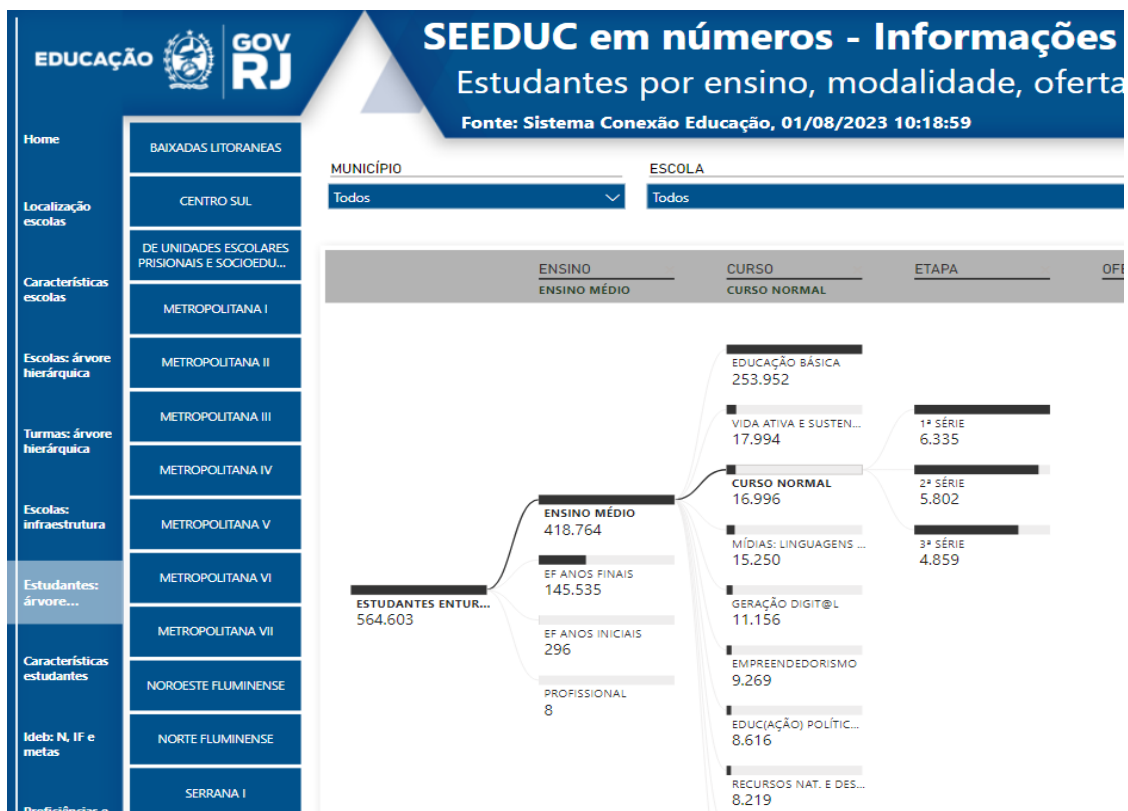 EDUCAÇÃO
GOV
RJ
SEEDUC em números - Informações
Estudantes por ensino, modalidade, oferta
Fonte: Sistema Conexão Educação, 01/08/2023 10:18:59
Home
Localização
escolas
Características
escolas
Escolas: árvore
hierárquica
Turmas: árvore
hierárquica
Escolas:
infraestrutura
Estudantes:
árvore...
Características
estudantes
Ideb: N, IF e
metas
BAIXADAS LITORANEAS
CENTRO SUL
DE UNIDADES ESCOLARES
PRISIONAIS E SOCIOEDU...
METROPOLITANA I
METROPOLITANA II
METROPOLITANA III
METROPOLITANA IV
METROPOLITANA V
METROPOLITANA VI
METROPOLITANA VII
NOROESTE FLUMINENSE
NORTE FLUMINENSE
SERRANA I
MUNICÍPIO
Todos
ESCOLA
Todos
ENSINO
ENSINO MÉDIO
CURSO
CURSO NORMAL
ETAPA
OFE
ESTUDANTES ENTUR...
564.603
ENSINO MÉDIO
418.764
EF ANOS FINAIS
145.535
EF ANOS INICIAIS
296
PROFISSIONAL
8
EDUCAÇÃO BÁSICA
253.952
VIDA ATIVA E SUSTEN...
17.994
CURSO NORMAL
16.996
MÍDIAS: LINGUAGENS ...
15.250
GERAÇÃO DIGIT@L
11.156
EMPREENDEDORISMO
9.269
EDUC(AÇÃO) POLÍTIC...
8.616
RECURSOS NAT. E DES...
8.219
1ª SÉRIE
6.335
2ª SÉRIE
5.802
3ª SÉRIE
4.859